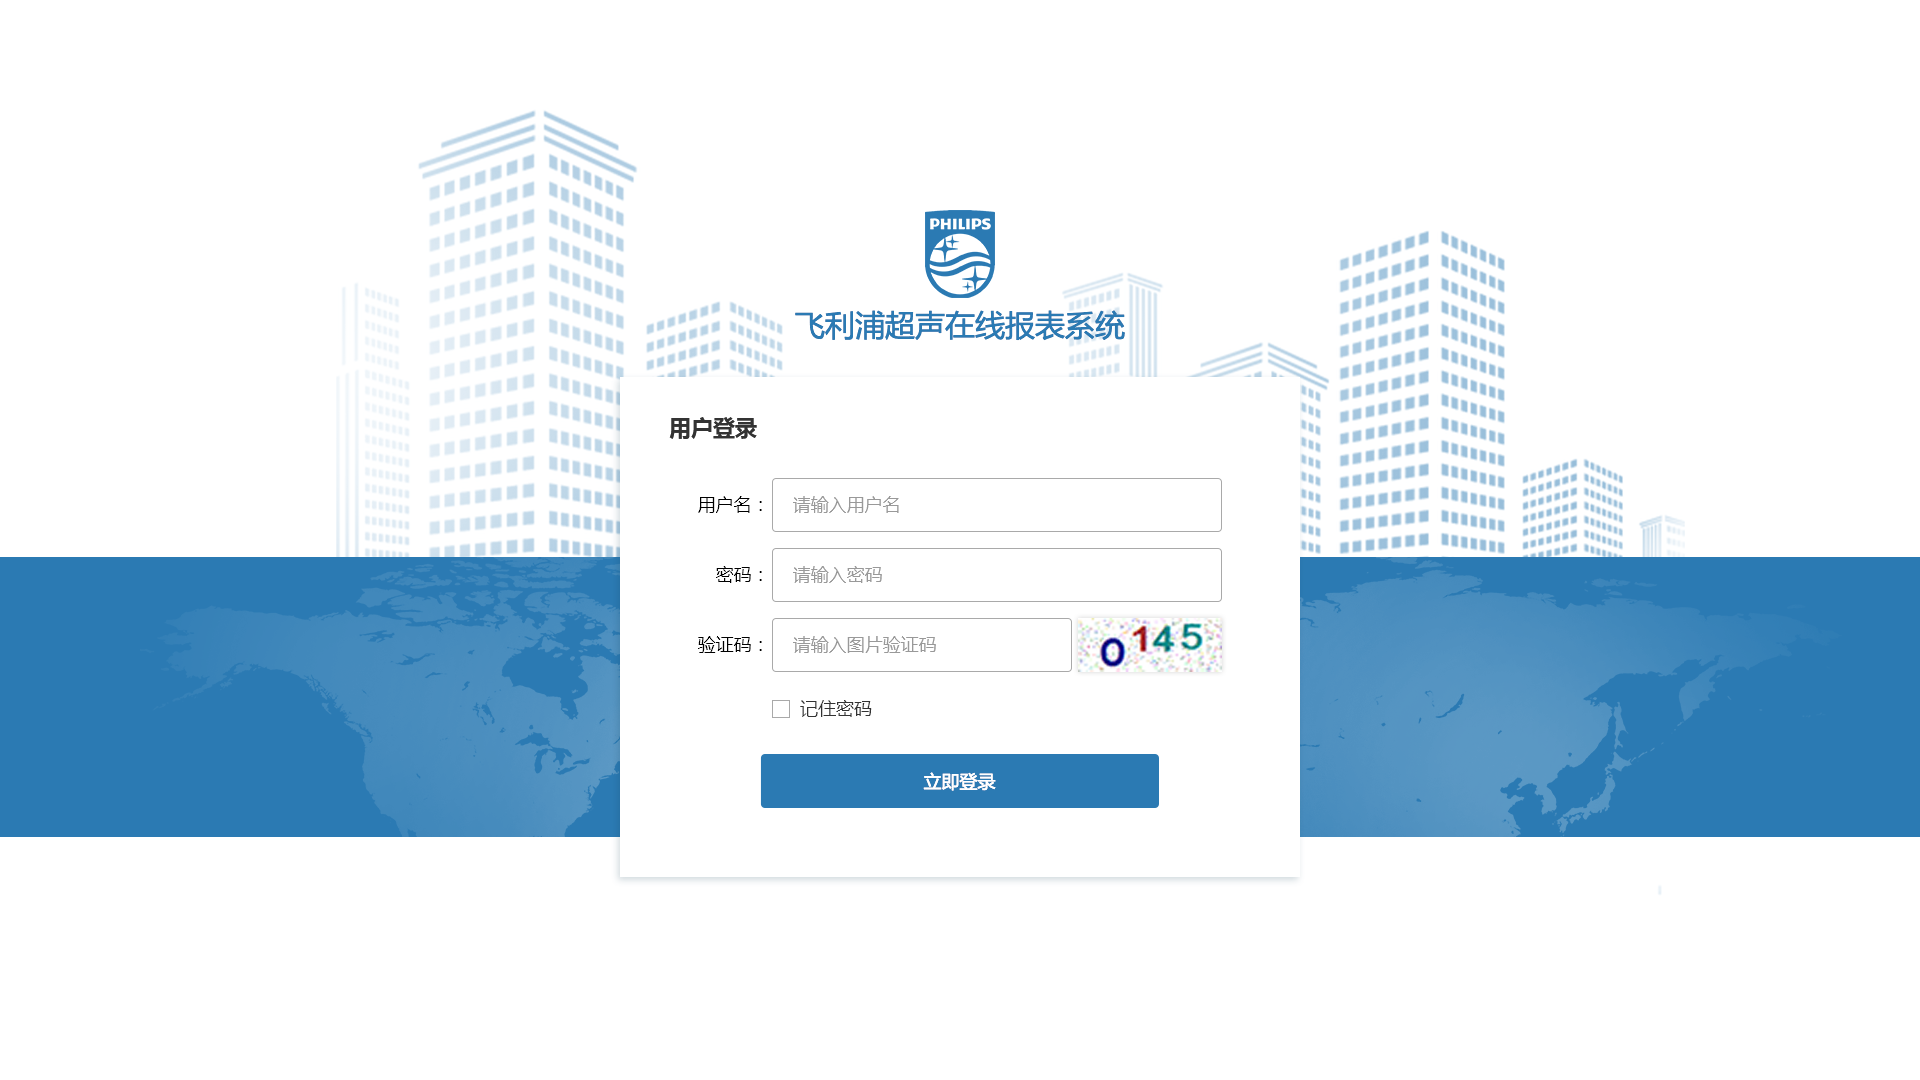 PHILIPS
飞利浦超声在线报表系统
用户登录
用户名：
请输入用户名
密码：
请输入密码
验证码：
请输入图片验证码
0145
记住密码
立即登录